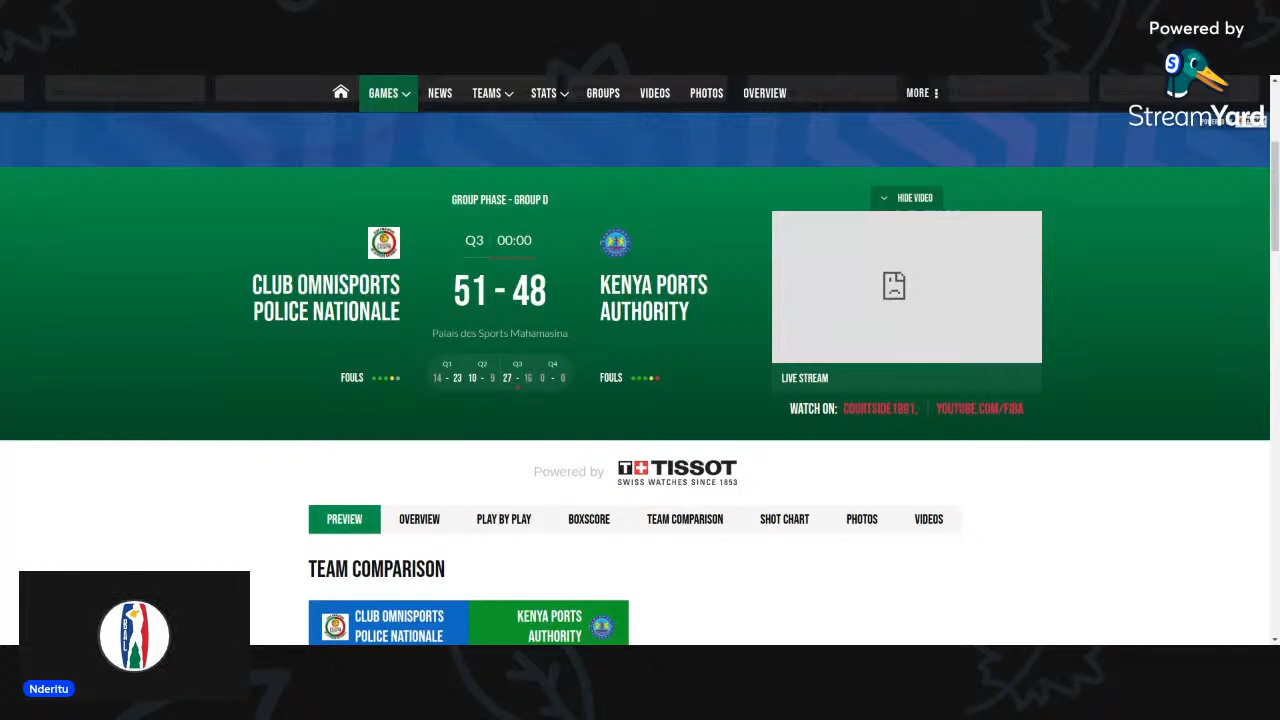 Powered by
StreamYard
GAMES NEWS TEAMS STATS GROUPS VIDEOS PHOTOS OVERVIEW MORE
HIDE VIDEO
GROUP PHASE - GROUP D
Q3 00:00
CLUB OMNISPORTS
POLICE NATIONALE
51 - 48
KENYA PORTS
AUTHORITY
Palais des Sports Mahamasina
Q1 Q2 Q3 Q4
14 - 23 10 - 9 27 - 16 0 - 0
FOULS
FOULS
LIVE STREAM
WATCH ON: COURTSIDE1891, YOUTUBE.COM/FIBA
Powered by TISSOT
SWISS WATCHES SINCE 1853
PREVIEW OVERVIEW PLAY BY PLAY BOXSCORE TEAM COMPARISON SHOT CHART PHOTOS VIDEOS
TEAM COMPARISON
CLUB OMNISPORTS
POLICE NATIONALE
KENYA PORTS
AUTHORITY
BAL
Nderitu